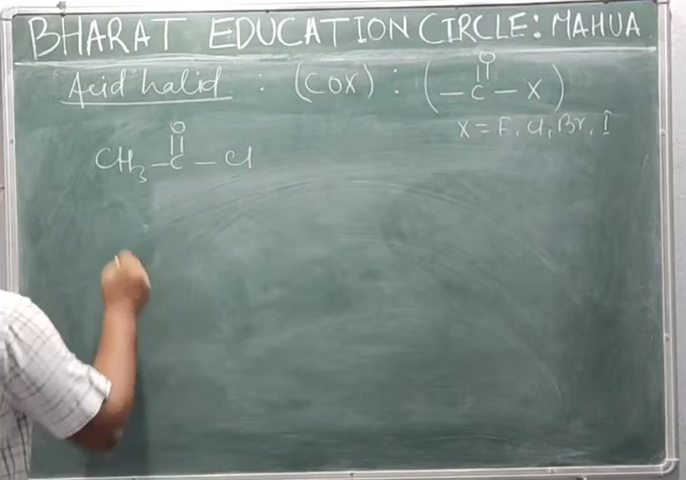 BHARAT EDUCATION CIRCLE: MAHUA
Acid halid : (COX) : (-C-X)
O
X = F, Cl, Br, I
O
CH3-C-Cl